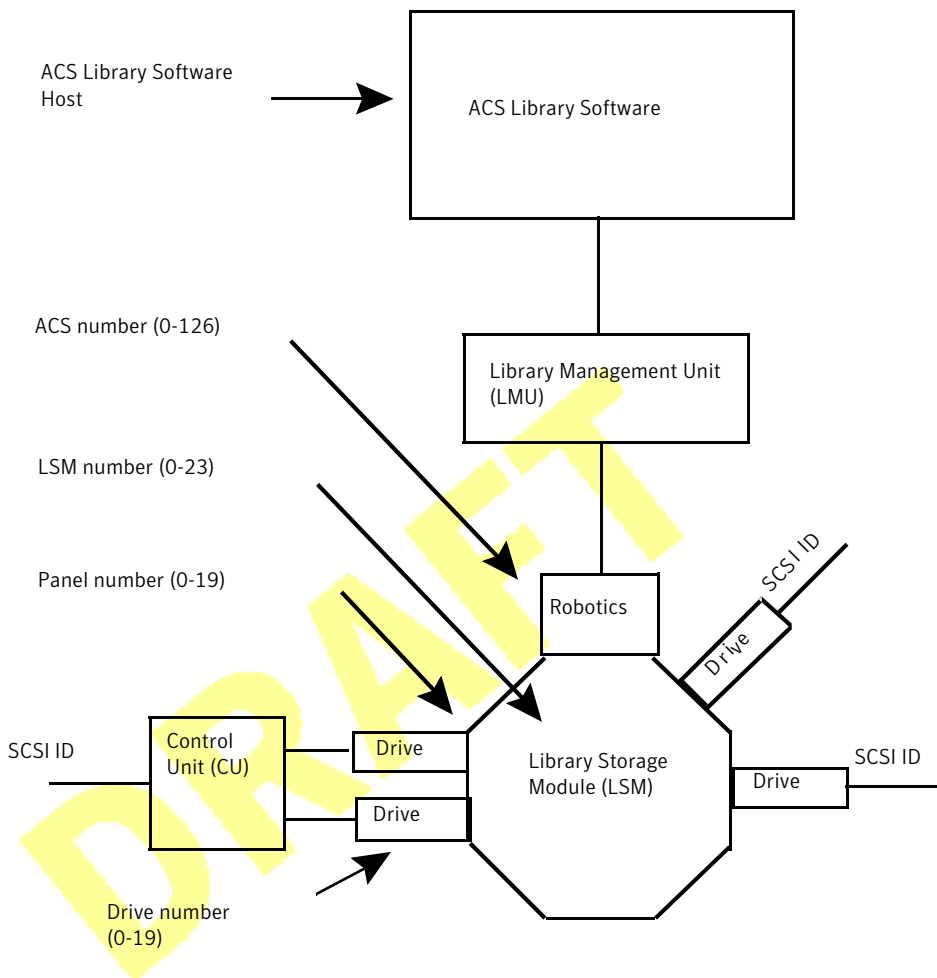 ACS Library Software
Host
ACS Library Software
ACS number (0-126)
Library Management Unit
(LMU)
LSM number (0-23)
Panel number (0-19)
Robotics
SCSI ID
Drive
SCSI ID
Control
Unit (CU)
Drive
Drive
Library Storage
Module (LSM)
Drive
SCSI ID
Drive number
(0-19)
DRAFT